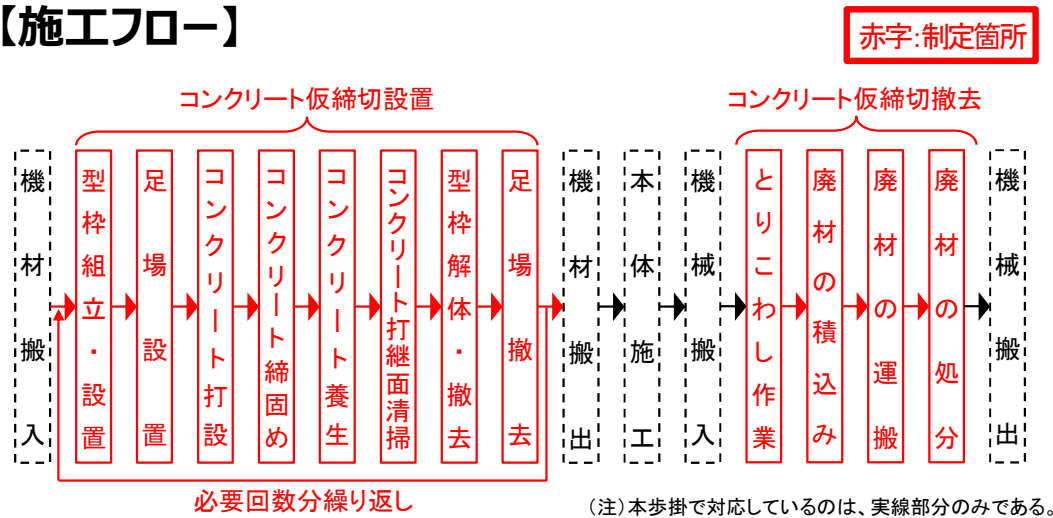 【施工フロー】
赤字:制定箇所
コンクリート仮締切設置
コンクリート仮締切撤去
機材搬入
型枠組立・設置
足場設置
コンクリート打設
コンクリート締固め
コンクリート養生
コンクリート打継面清掃
型枠解体・撤去
足場撤去
機材搬出
本体施工
機械搬入
とりこわし作業
廃材の積込み
廃材の運搬
廃材の処分
機械搬出
必要回数分繰り返し
(注)本歩掛で対応しているのは、実線部分のみである。